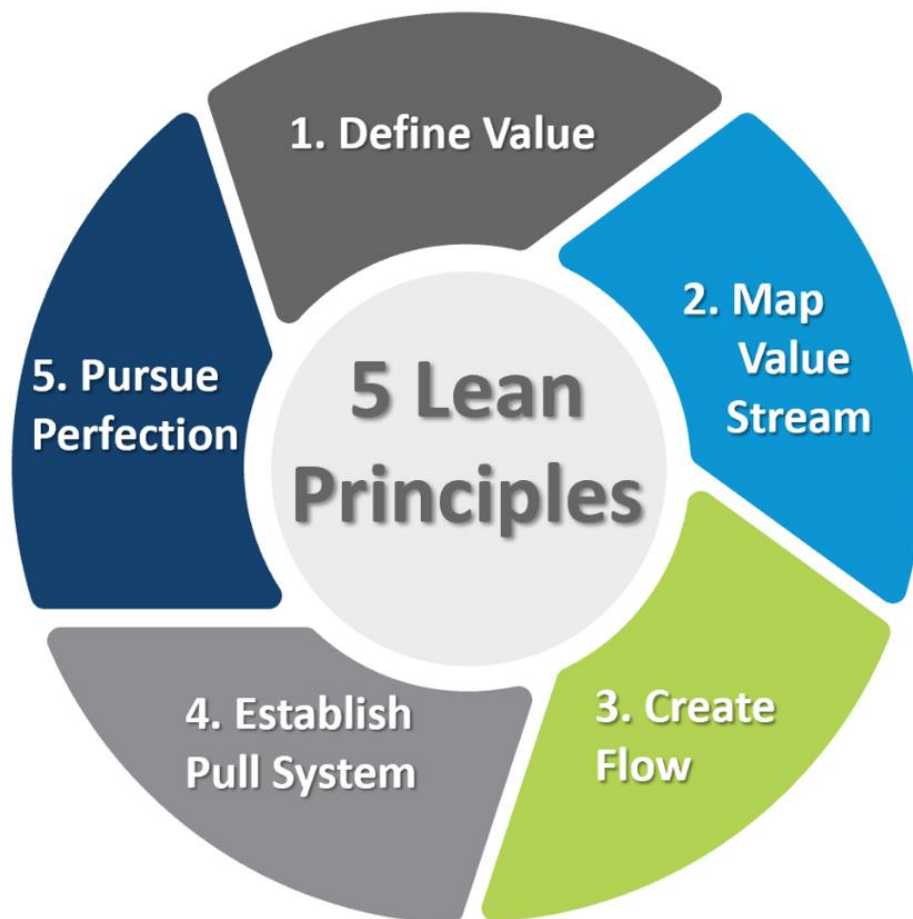 1. Define Value
2. Map
Value
Stream
3. Create
Flow
4. Establish
Pull System
5. Pursue
Perfection
5 Lean
Principles